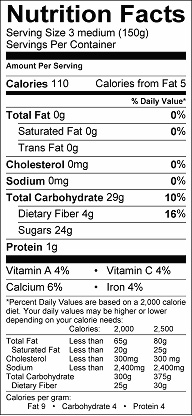 Nutrition Facts
Serving Size 3 medium (150g)
Servings Per Container
Amount Per Serving
Calories 110 Calories from Fat 5
% Daily Value*
Total Fat 0g 0%
Saturated Fat 0g 0%
Trans Fat 0g
Cholesterol 0mg 0%
Sodium 0mg 0%
Total Carbohydrate 29g 10%
Dietary Fiber 4g 16%
Sugars 24g
Protein 1g
Vitamin A 4% • Vitamin C 4%
Calcium 6% • Iron 4%
*Percent Daily Values are based on a 2,000 calorie
diet. Your daily values may be higher or lower
depending on your calorie needs:
Calories: 2,000 2,500
Total Fat Less than 65g 80g
Saturated Fat Less than 20g 25g
Cholesterol Less than 300mg 300 mg
Sodium Less than 2,400mg 2,400mg
Total Carbohydrate 300g 375g
Dietary Fiber 25g 30g
Calories per gram:
Fat 9 • Carbohydrate 4 • Protein 4